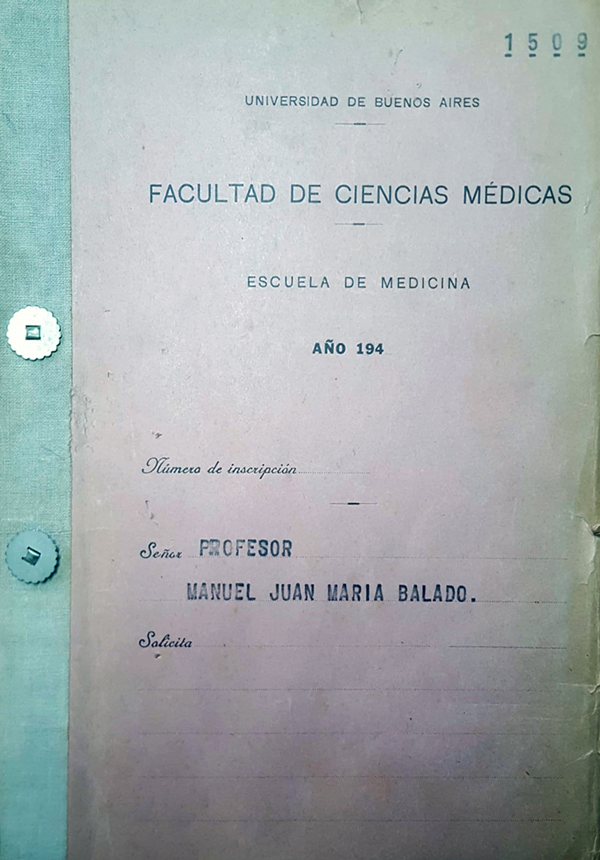 1509
UNIVERSIDAD DE BUENOS AIRES
FACULTAD DE CIENCIAS MÉDICAS
ESCUELA DE MEDICINA
AÑO 194
Número de inscripción
Señor PROFESOR
MANUEL JUAN MARIA BALADO.
Solicita